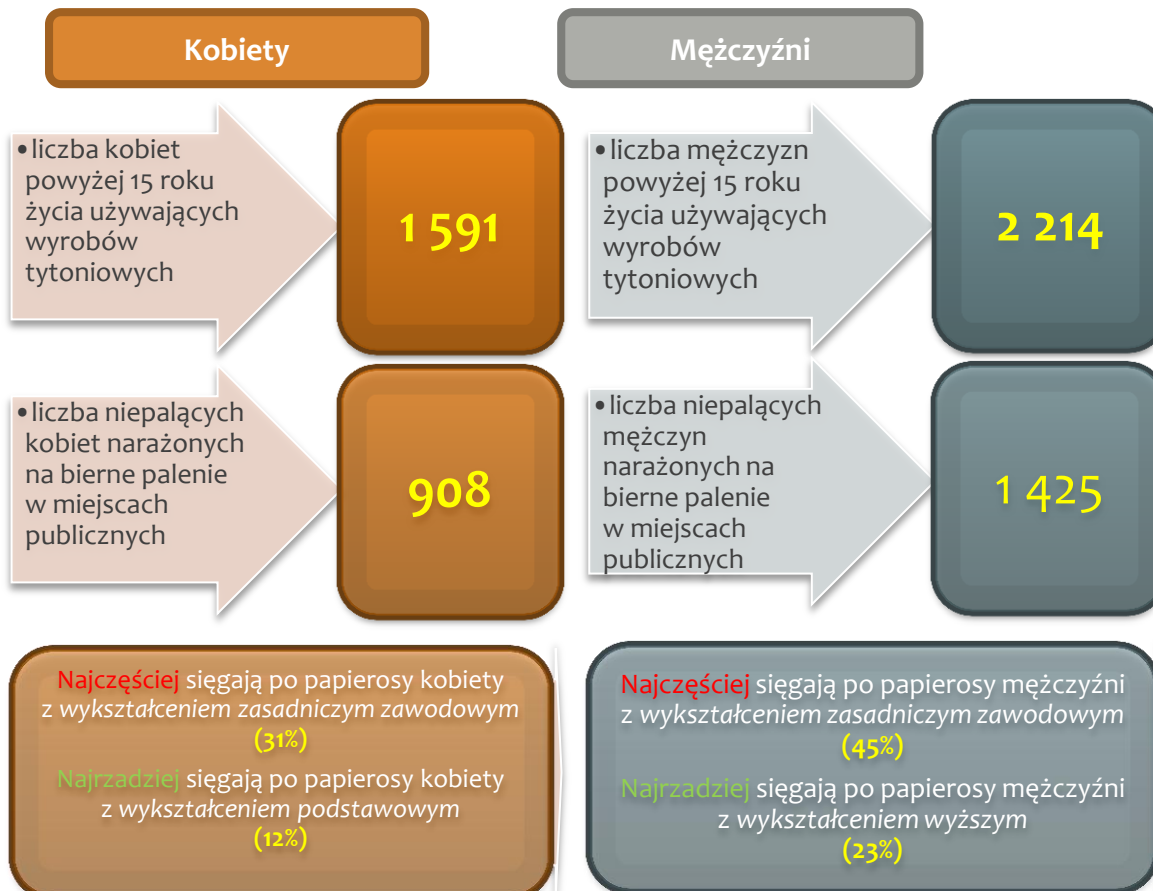 Kobiety
Mężczyźni
•liczba kobiet
powyżej 15 roku
życia używających
wyrobów
tytoniowych
1 591
•liczba mężczyzn
powyżej 15 roku
życia używających
wyrobów
tytoniowych
2 214
•liczba niepalących
kobiet narażonych
na bierne palenie
w miejscach
publicznych
908
•liczba niepalących
mężczyn
narażonych na
bierne palenie
w miejscach
publicznych
1 425
Najczęściej sięgają po papierosy kobiety
z wykształceniem zasadniczym zawodowym
(31%)
Najrzadziej sięgają po papierosy kobiety
z wykształceniem podstawowym
(12%)
Najczęściej sięgają po papierosy mężczyźni
z wykształceniem zasadniczym zawodowym
(45%)
Najrzadziej sięgają po papierosy mężczyźni
z wykształceniem wyższym
(23%)